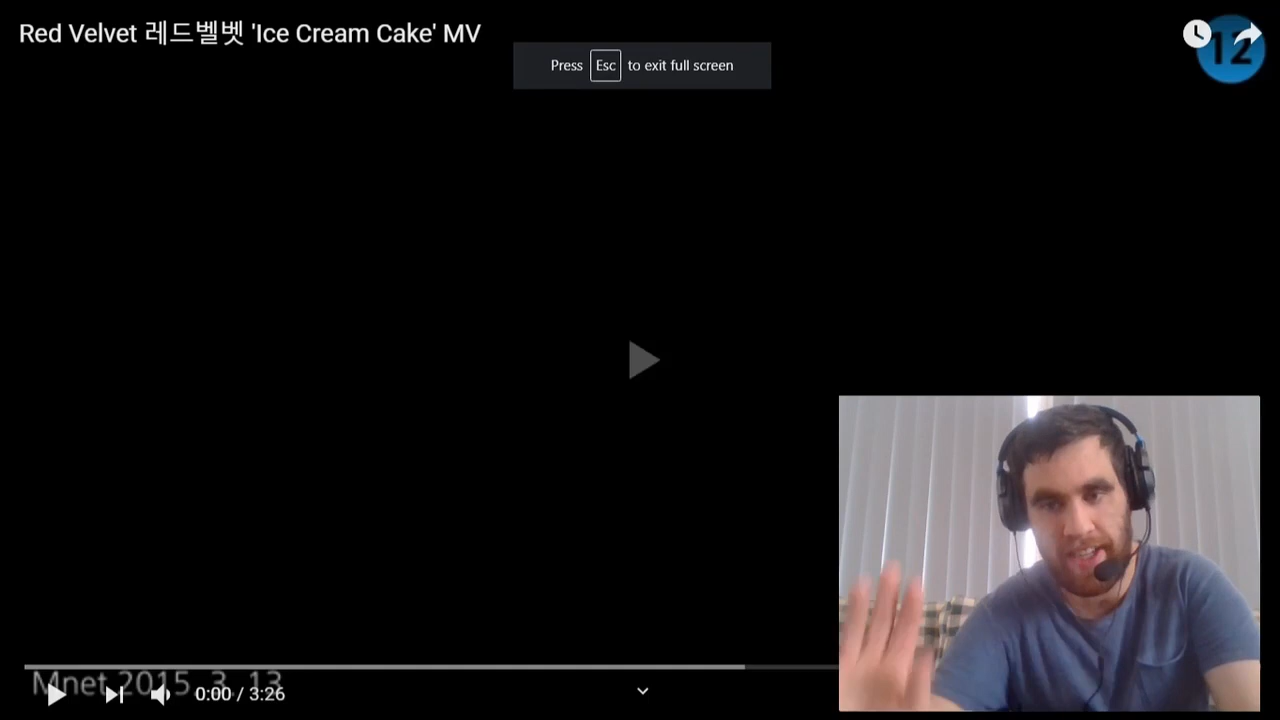 Red Velvet 레드벨벳 'Ice Cream Cake' MV
12
Press Esc to exit full screen
Mnet 2015. 3. 13
0:00 / 3:26